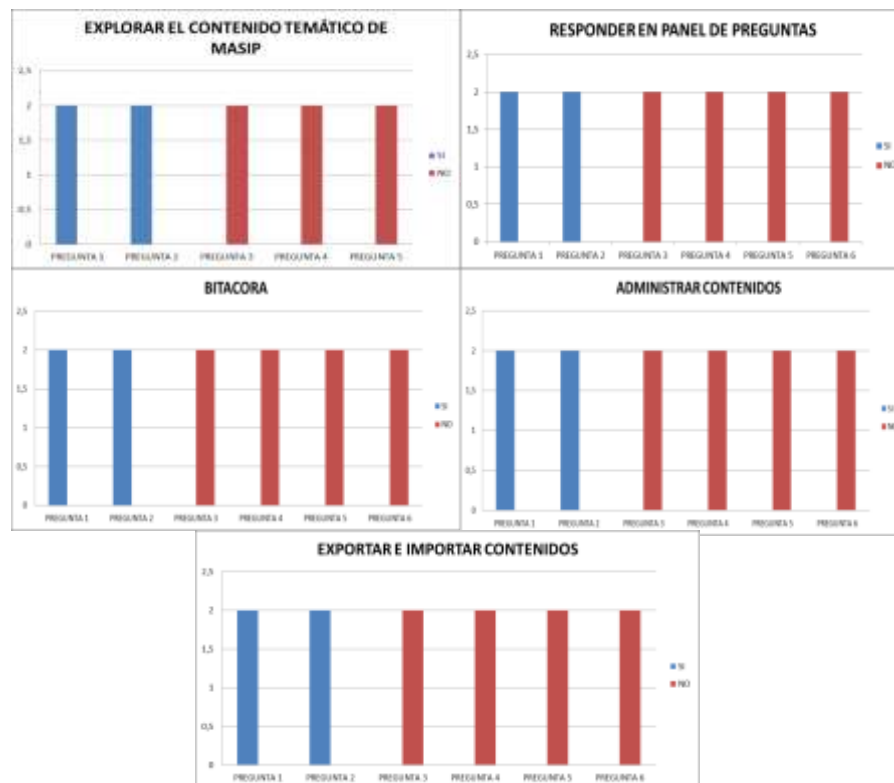 EXPLORAR EL CONTENIDO TEMÁTICO DE
MASIP
2,5
2
1,5
1
0,5
0
PREGUNTA 1 PREGUNTA 2 PREGUNTA 3 PREGUNTA 4 PREGUNTA 5
SI
NO
RESPONDER EN PANEL DE PREGUNTAS
2,5
2
1,5
1
0,5
0
PREGUNTA 1 PREGUNTA 2 PREGUNTA 3 PREGUNTA 4 PREGUNTA 5 PREGUNTA 6
SI
NO
BITACORA
2,5
2
1,5
1
0,5
0
PREGUNTA 1 PREGUNTA 2 PREGUNTA 3 PREGUNTA 4 PREGUNTA 5 PREGUNTA 6
SI
NO
ADMINISTRAR CONTENIDOS
2,5
2
1,5
1
0,5
0
PREGUNTA 1 PREGUNTA 2 PREGUNTA 3 PREGUNTA 4 PREGUNTA 5 PREGUNTA 6
SI
EXPORTAR E IMPORTAR CONTENIDOS
2,5
2
1,5
1
0,5
0
PREGUNTA 1 PREGUNTA 2 PREGUNTA 3 PREGUNTA 4 PREGUNTA 5 PREGUNTA 6
SI
NO